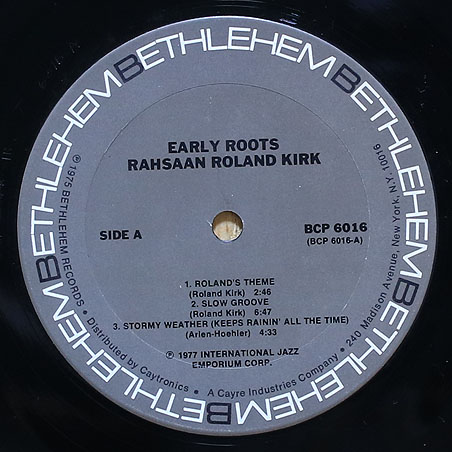 BETHLEHEM BETHLEHEM BETHLEHEM BETHLEHEM BETHLEHEM
EARLY ROOTS
RAHSAAN ROLAND KIRK
SIDE A
BCP 6016
(BCP 6016-A)
1. ROLAND'S THEME
(Roland Kirk) 2:46
2. SLOW GROOVE
(Roland Kirk) 6:47
3. STORMY WEATHER (KEEPS RAININ' ALL THE TIME)
(Arlen-Hoehler) 4:33
Ⓟ 1977 INTERNATIONAL JAZZ
EMPORIUM CORP.
℗ 1975 BETHLEHEM RECORDS • Distributed by Caytronics • A Cayre Industries Company • 240 Madison Avenue, New York, N.Y. 10016